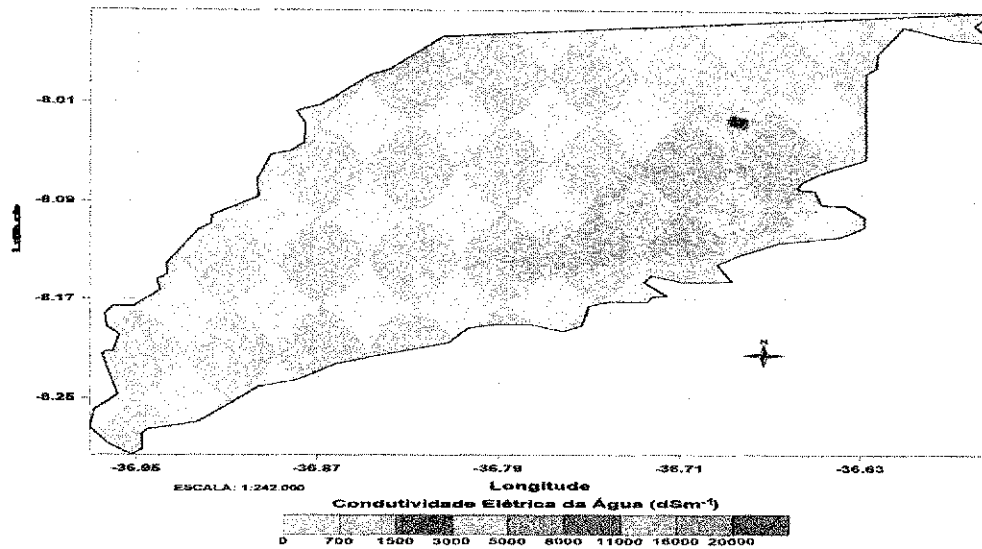 -8.01
-8.09
Latitude
-8.17
N
-8.25
-36.95 -36.87 -36.79 -36.71 -36.63
ESCALA: 1:242.000
Longitude
Condutividade Elétrica da Água (dSm⁻¹)
0 700 1500 3000 5000 8000 11000 15000 20000